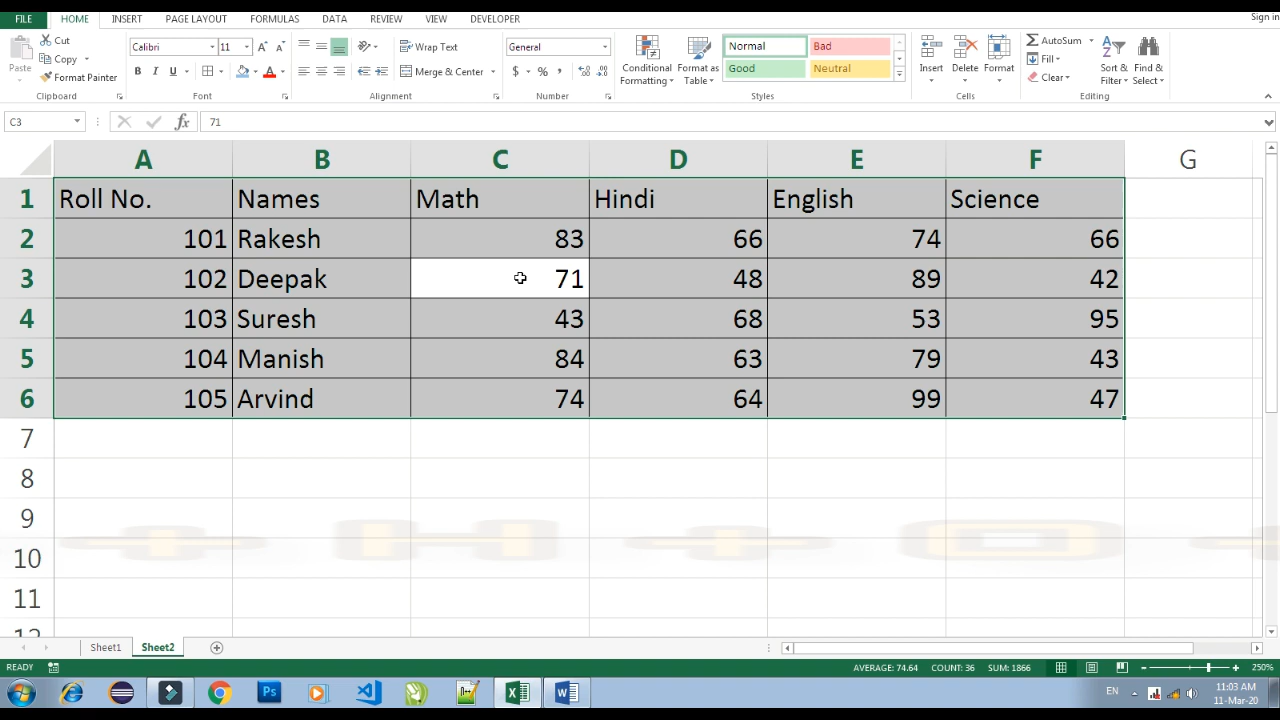 FILE HOME INSERT PAGE LAYOUT FORMULAS DATA REVIEW VIEW DEVELOPER Sign in
Paste Cut Copy Format Painter Clipboard
Calibri 11 A A B I U A Font
Wrap Text Merge & Center Alignment
General $ % , Number
Conditional Formatting Format as Table Normal Bad Good Neutral Styles
Insert Delete Format Cells
AutoSum Fill Clear Sort & Filter Find & Select Editing
C3 fx 71
A B C D E F G
1 Roll No. Names Math Hindi English Science
2 101 Rakesh 83 66 74 66
3 102 Deepak 71 48 89 42
4 103 Suresh 43 68 53 95
5 104 Manish 84 63 79 43
6 105 Arvind 74 64 99 47
7
8
9
10
11
12
Sheet1 Sheet2
READY AVERAGE: 74.64 COUNT: 36 SUM: 1866 250%
Ps EN 11:03 AM
11-Mar-20